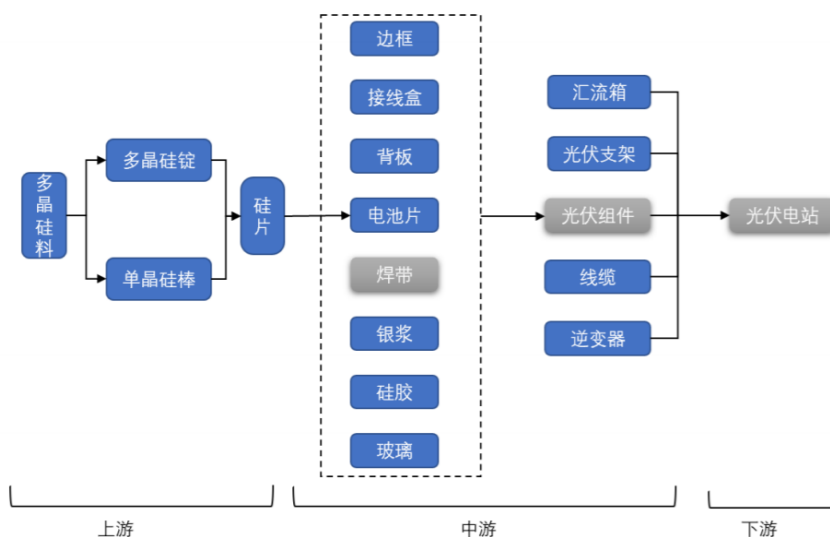 多
晶
硅
料
多晶硅锭
单晶硅棒
硅
片
边框
接线盒
背板
电池片
焊带
银浆
硅胶
玻璃
汇流箱
光伏支架
光伏组件
线缆
逆变器
光伏电站
上游
中游
下游